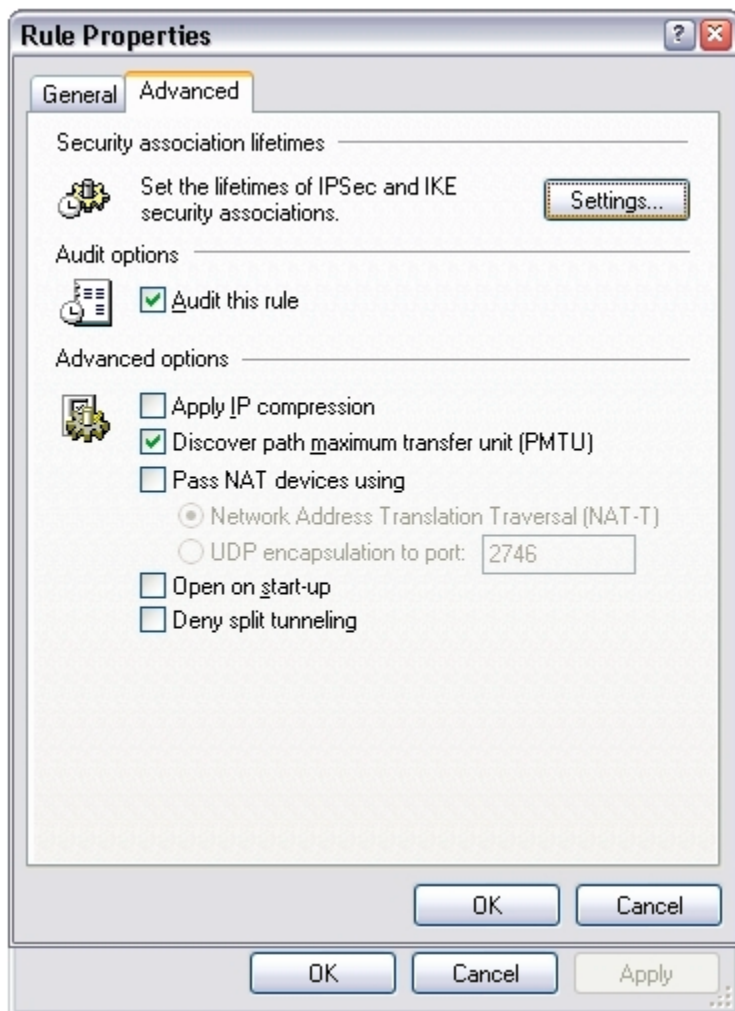 Rule Properties
General
Advanced
Security association lifetimes
Set the lifetimes of IPSec and IKE
security associations.
Settings...
Audit options
Audit this rule
Advanced options
Apply IP compression
Discover path maximum transfer unit (PMTU)
Pass NAT devices using
Network Address Translation Traversal (NAT-T)
UDP encapsulation to port: 2746
Open on start-up
Deny split tunneling
OK
Cancel
OK
Cancel
Apply